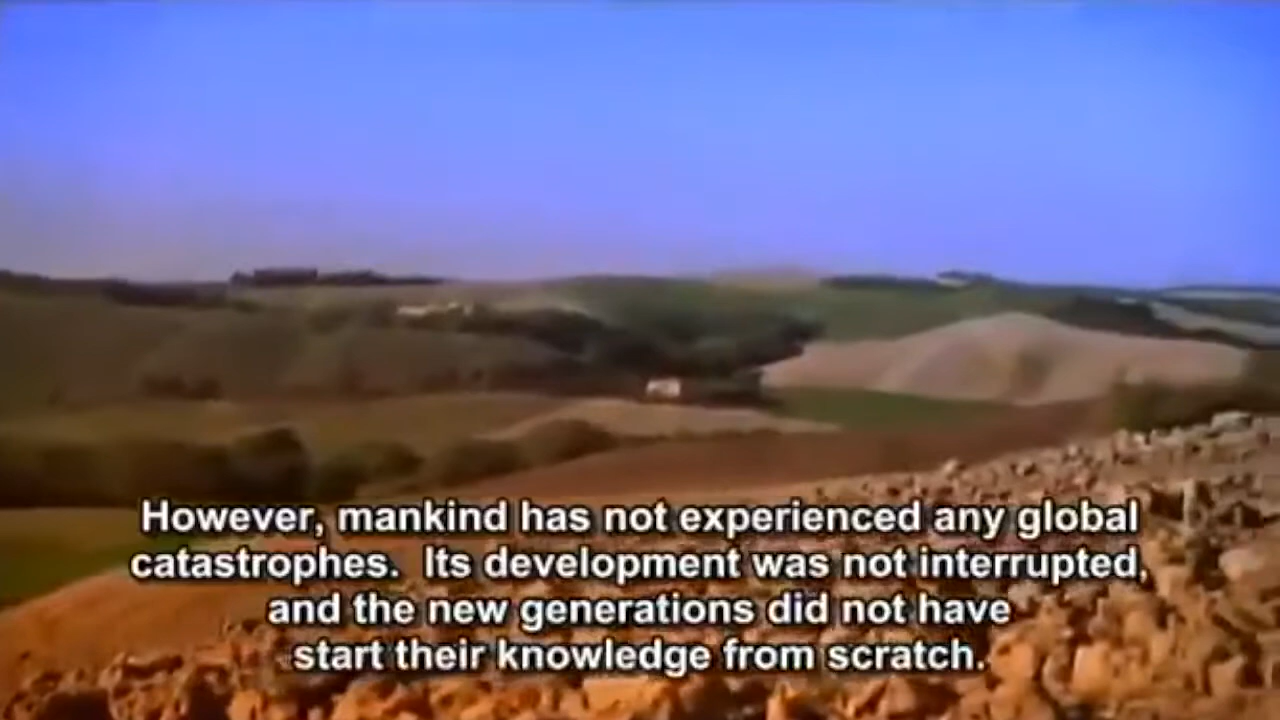 However, mankind has not experienced any global
catastrophes.  Its development was not interrupted,
and the new generations did not have
start their knowledge from scratch.